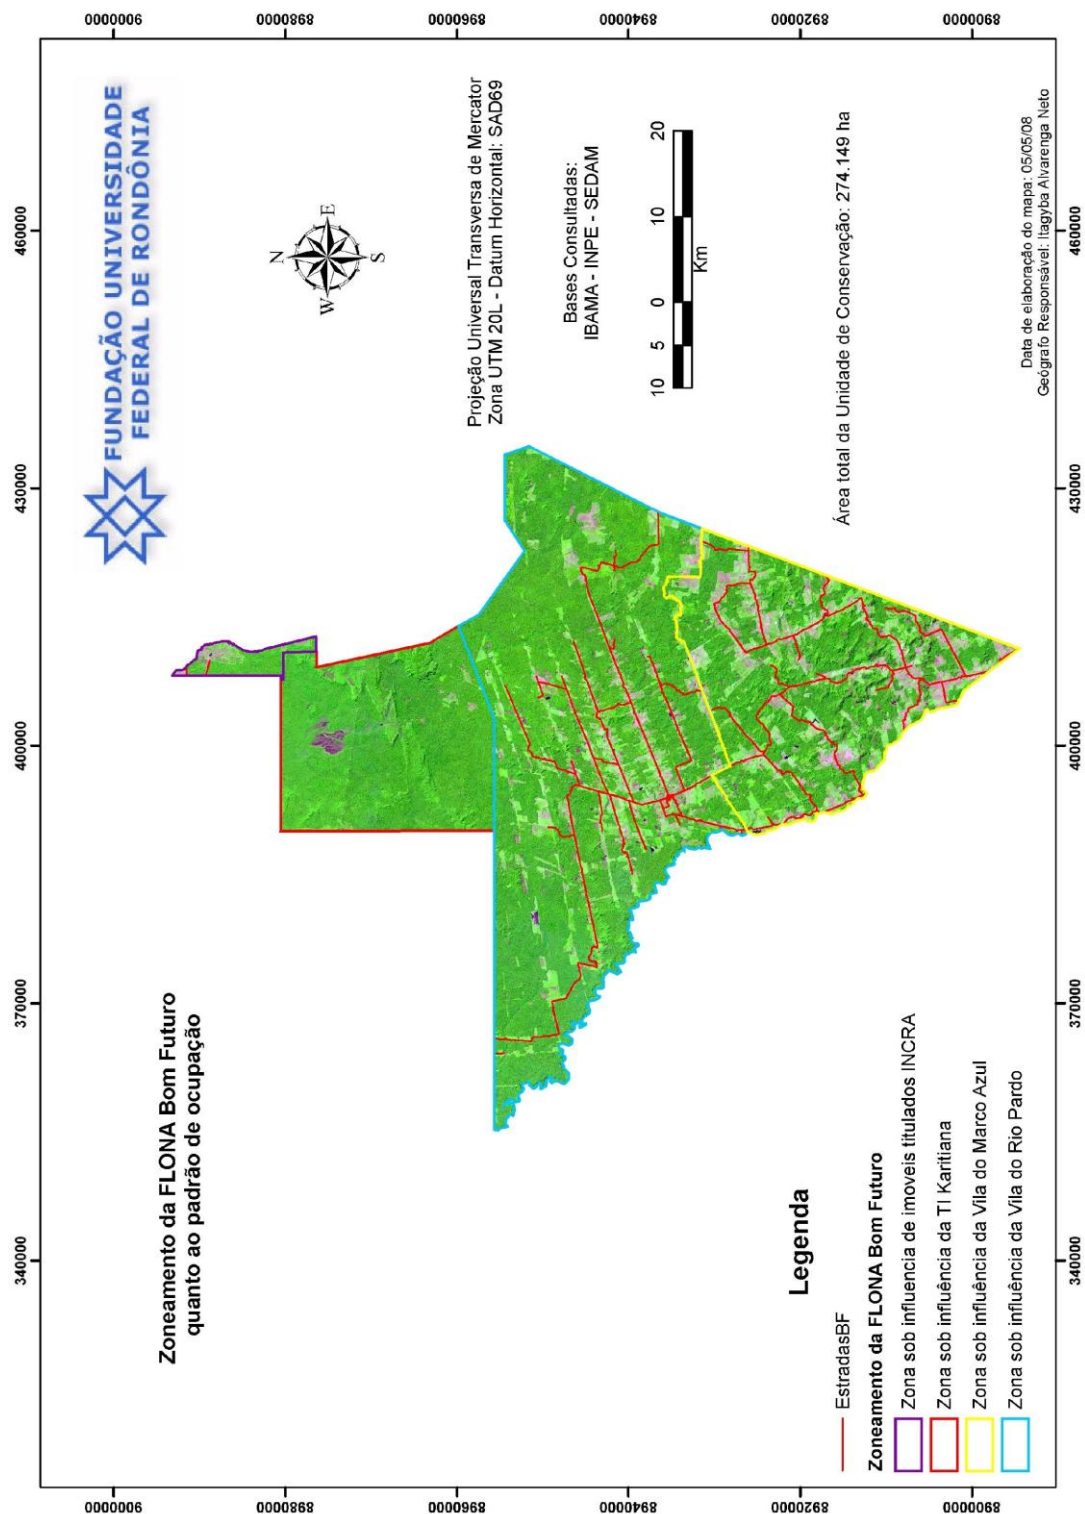 340000 370000 400000 430000 460000
9000000
8980000
8960000
8940000
8920000
8900000
9000000
8980000
8960000
8940000
8920000
8900000
Zoneamento da FLONA Bom Futuro
quanto ao padrão de ocupação
FUNDAÇÃO UNIVERSIDADE
FEDERAL DE RONDÔNIA
N
W E
S
Projeção Universal Transversa de Mercator
Zona UTM 20L - Datum Horizontal: SAD69
Bases Consultadas:
IBAMA - INPE - SEDAM
10 5 0 10 20
Km
Área total da Unidade de Conservação: 274.149 ha
Legenda
EstradasBF
Zoneamento da FLONA Bom Futuro
Zona sob influencia de imoveis titulados INCRA
Zona sob influência da TI Karitiana
Zona sob influência da Vila do Marco Azul
Zona sob influência da Vila do Rio Pardo
Data de elaboração do mapa: 05/05/08
Geógrafo Responsável: Itagyba Alvarenga Neto
340000 370000 400000 430000 460000